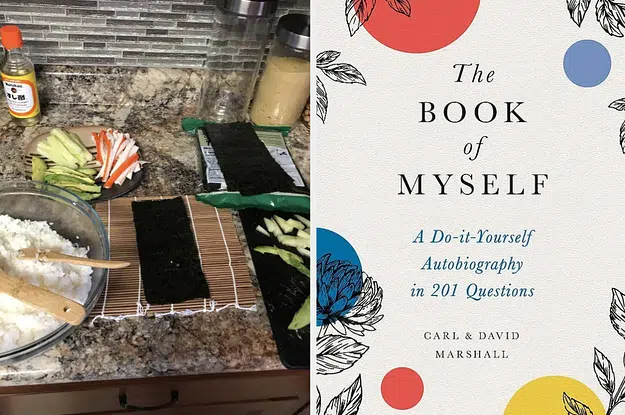 The
BOOK
of
MYSELF
A Do-it-Yourself
Autobiography
in 201 Questions
CARL & DAVID
MARSHALL